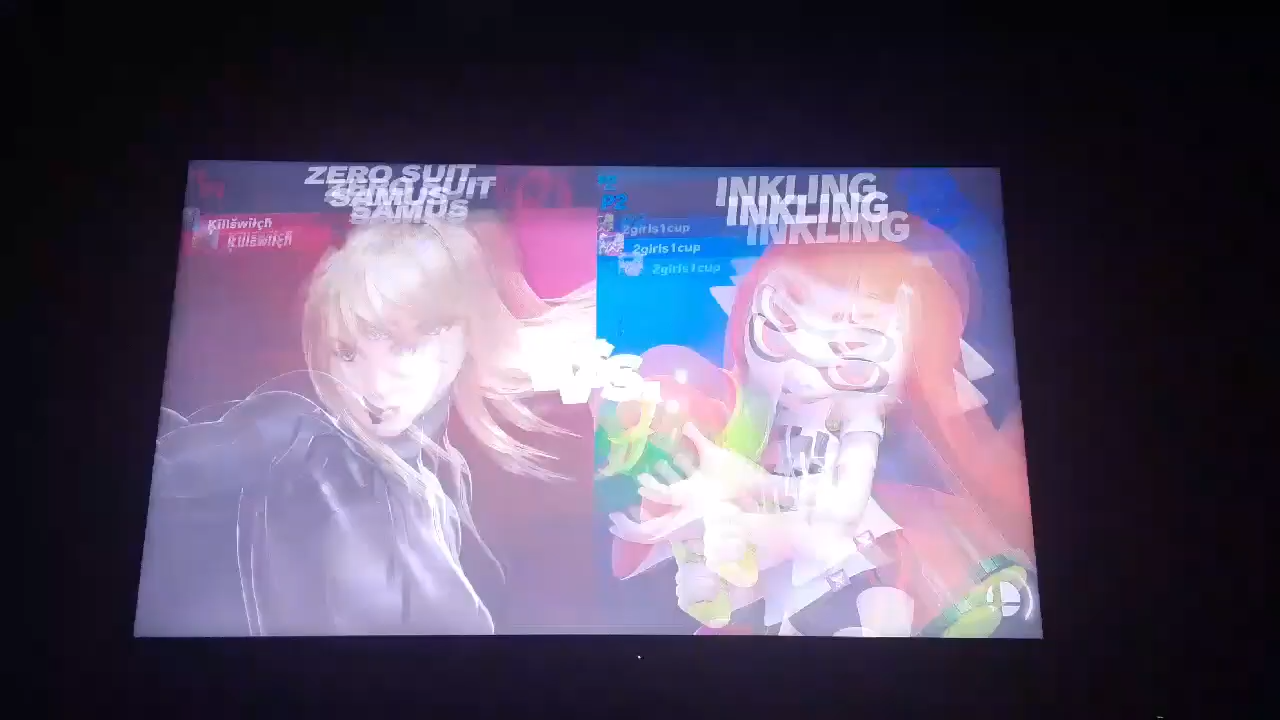 ZERO SUIT
ZERO SUIT
SAMUS
SAMUS
Killswitch
Killswitch
VS.
P2
P2
INKLING
INKLING
INKLING
2girls1cup
2girls1cup
2girls1cup